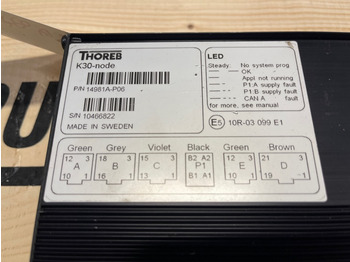 THOREB
K30-node
P/N 14981A-P06
S/N 10466822
MADE IN SWEDEN
LED
Steady: No system prog
OK
Appl not running
P1:A supply fault
P1:B supply fault
CAN A fault
for more, see manual
E5 10R-03 099 E1
Green Grey Violet Black Green Brown
12 3 18 3 15 3 B2 A2 12 3 21 3
A B C P1 E D
10 1 16 1 13 1 B1 A1 10 1 19 1